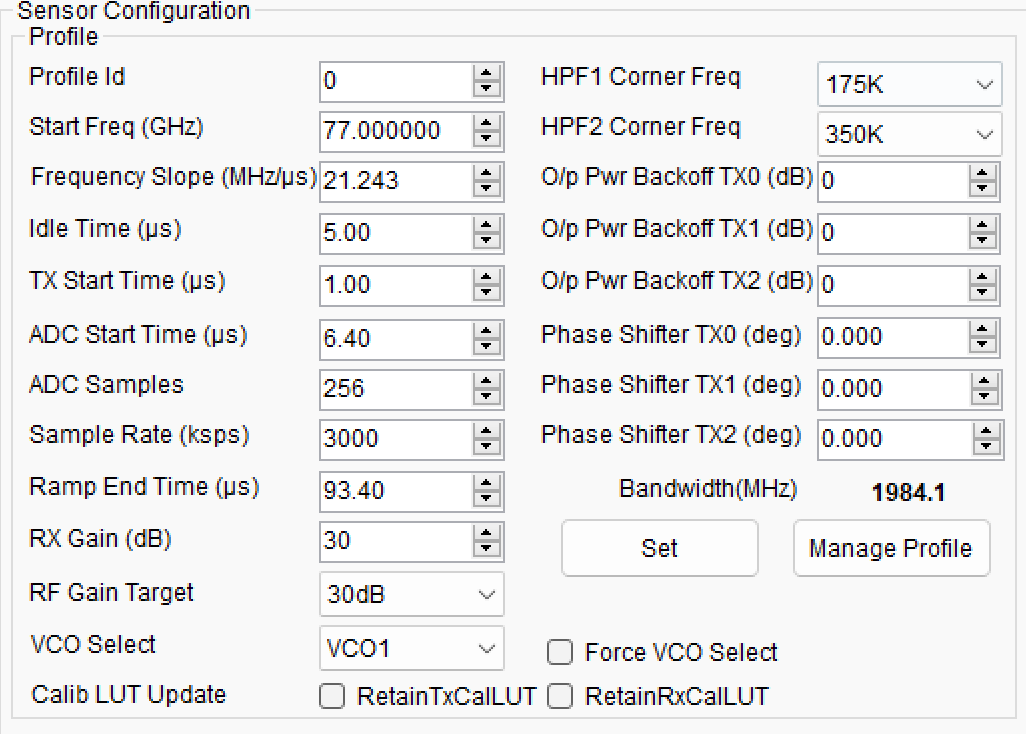 Sensor Configuration
Profile
Profile Id 0 HPF1 Corner Freq 175K
Start Freq (GHz) 77.000000 HPF2 Corner Freq 350K
Frequency Slope (MHz/µs) 21.243 O/p Pwr Backoff TX0 (dB) 0
Idle Time (µs) 5.00 O/p Pwr Backoff TX1 (dB) 0
TX Start Time (µs) 1.00 O/p Pwr Backoff TX2 (dB) 0
ADC Start Time (µs) 6.40 Phase Shifter TX0 (deg) 0.000
ADC Samples 256 Phase Shifter TX1 (deg) 0.000
Sample Rate (ksps) 3000 Phase Shifter TX2 (deg) 0.000
Ramp End Time (µs) 93.40 Bandwidth(MHz) 1984.1
RX Gain (dB) 30 Set Manage Profile
RF Gain Target 30dB
VCO Select VCO1 Force VCO Select
Calib LUT Update RetainTxCalLUT RetainRxCalLUT